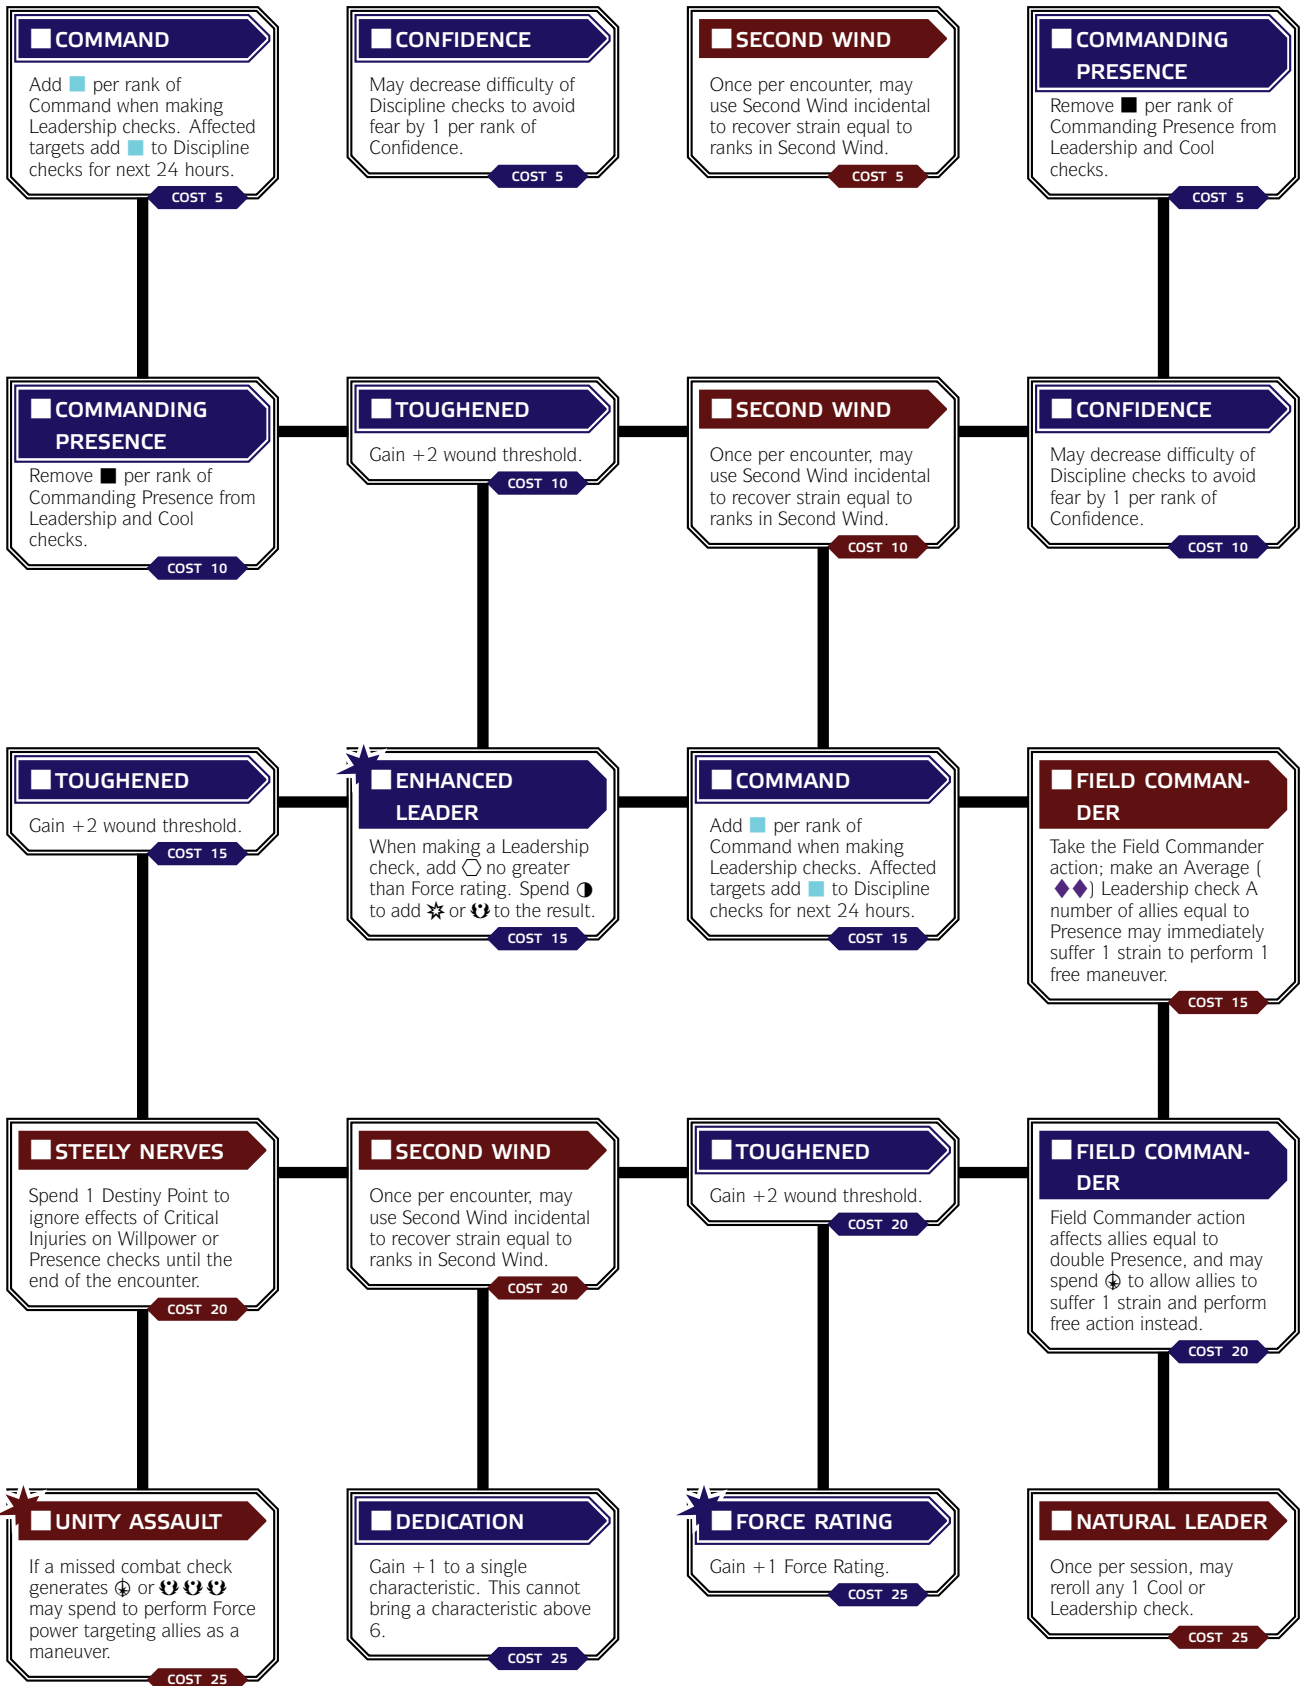 COMMAND
Add per rank of
Command when making
Leadership checks. Affected
targets add to Discipline
checks for next 24 hours.
COST 5
CONFIDENCE
May decrease difficulty of
Discipline checks to avoid
fear by 1 per rank of
Confidence.
COST 5
SECOND WIND
Once per encounter, may
use Second Wind incidental
to recover strain equal to
ranks in Second Wind.
COST 5
COMMANDING
PRESENCE
Remove per rank of
Commanding Presence from
Leadership and Cool
checks.
COST 5
COMMANDING
PRESENCE
Remove per rank of
Commanding Presence from
Leadership and Cool
checks.
COST 10
TOUGHENED
Gain +2 wound threshold.
COST 10
SECOND WIND
Once per encounter, may
use Second Wind incidental
to recover strain equal to
ranks in Second Wind.
COST 10
CONFIDENCE
May decrease difficulty of
Discipline checks to avoid
fear by 1 per rank of
Confidence.
COST 10
TOUGHENED
Gain +2 wound threshold.
COST 15
ENHANCED
LEADER
When making a Leadership
check, add no greater
than Force rating. Spend
to add or to the result.
COST 15
COMMAND
Add per rank of
Command when making
Leadership checks. Affected
targets add to Discipline
checks for next 24 hours.
COST 15
FIELD COMMAN-
DER
Take the Field Commander
action; make an Average (
) Leadership check A
number of allies equal to
Presence may immediately
suffer 1 strain to perform 1
free maneuver.
COST 15
STEELY NERVES
Spend 1 Destiny Point to
ignore effects of Critical
Injuries on Willpower or
Presence checks until the
end of the encounter.
COST 20
SECOND WIND
Once per encounter, may
use Second Wind incidental
to recover strain equal to
ranks in Second Wind.
COST 20
TOUGHENED
Gain +2 wound threshold.
COST 20
FIELD COMMAN-
DER
Field Commander action
affects allies equal to
double Presence, and may
spend to allow allies to
suffer 1 strain and perform
free action instead.
COST 20
UNITY ASSAULT
If a missed combat check
generates or
may spend to perform Force
power targeting allies as a
maneuver.
COST 25
DEDICATION
Gain +1 to a single
characteristic. This cannot
bring a characteristic above
6.
COST 25
FORCE RATING
Gain +1 Force Rating.
COST 25
NATURAL LEADER
Once per session, may
reroll any 1 Cool or
Leadership check.
COST 25